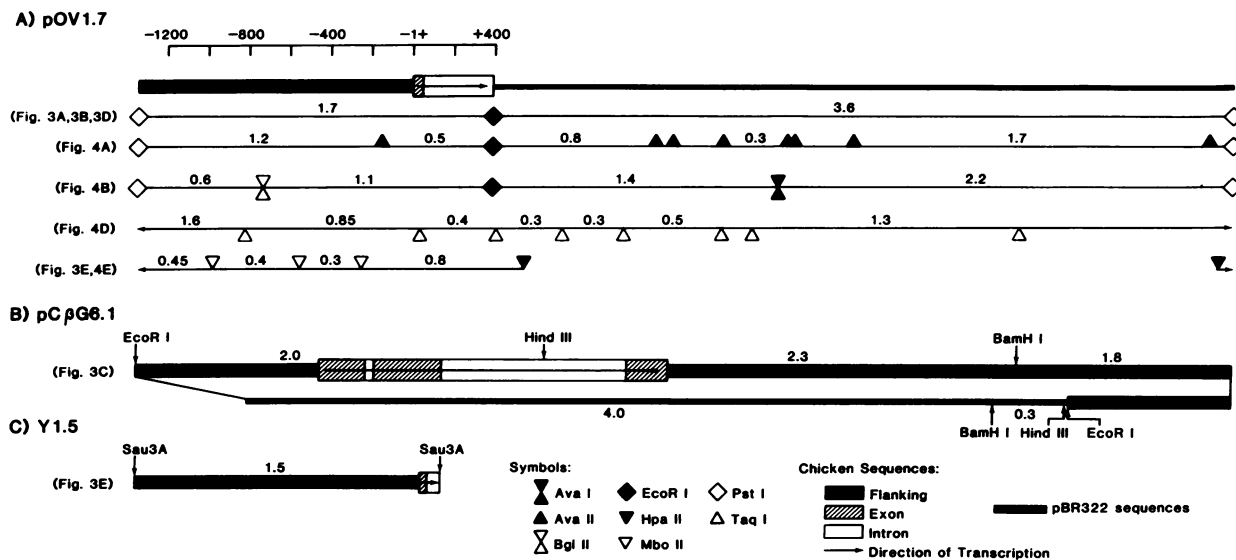 A) pOV1.7
−1200 −800 −400 −1+ +400
(Fig. 3A,3B,3D) 1.7 3.6
(Fig. 4A) 1.2 0.5 0.8 0.3 1.7
(Fig. 4B) 0.6 1.1 1.4 2.2
(Fig. 4D) 1.6 0.85 0.4 0.3 0.3 0.5 1.3
(Fig. 3E,4E) 0.45 0.4 0.3 0.8
B) pCβG6.1
EcoR I Hind III BamH I
(Fig. 3C) 2.0 2.3 1.8
4.0 0.3
BamH I Hind III EcoR I
C) Y1.5
Sau3A Sau3A
(Fig. 3E) 1.5
Symbols:
Ava I EcoR I Pst I
Ava II Hpa II Taq I
Bgl II Mbo II
Chicken Sequences:
Flanking
Exon
Intron
Direction of Transcription
pBR322 sequences